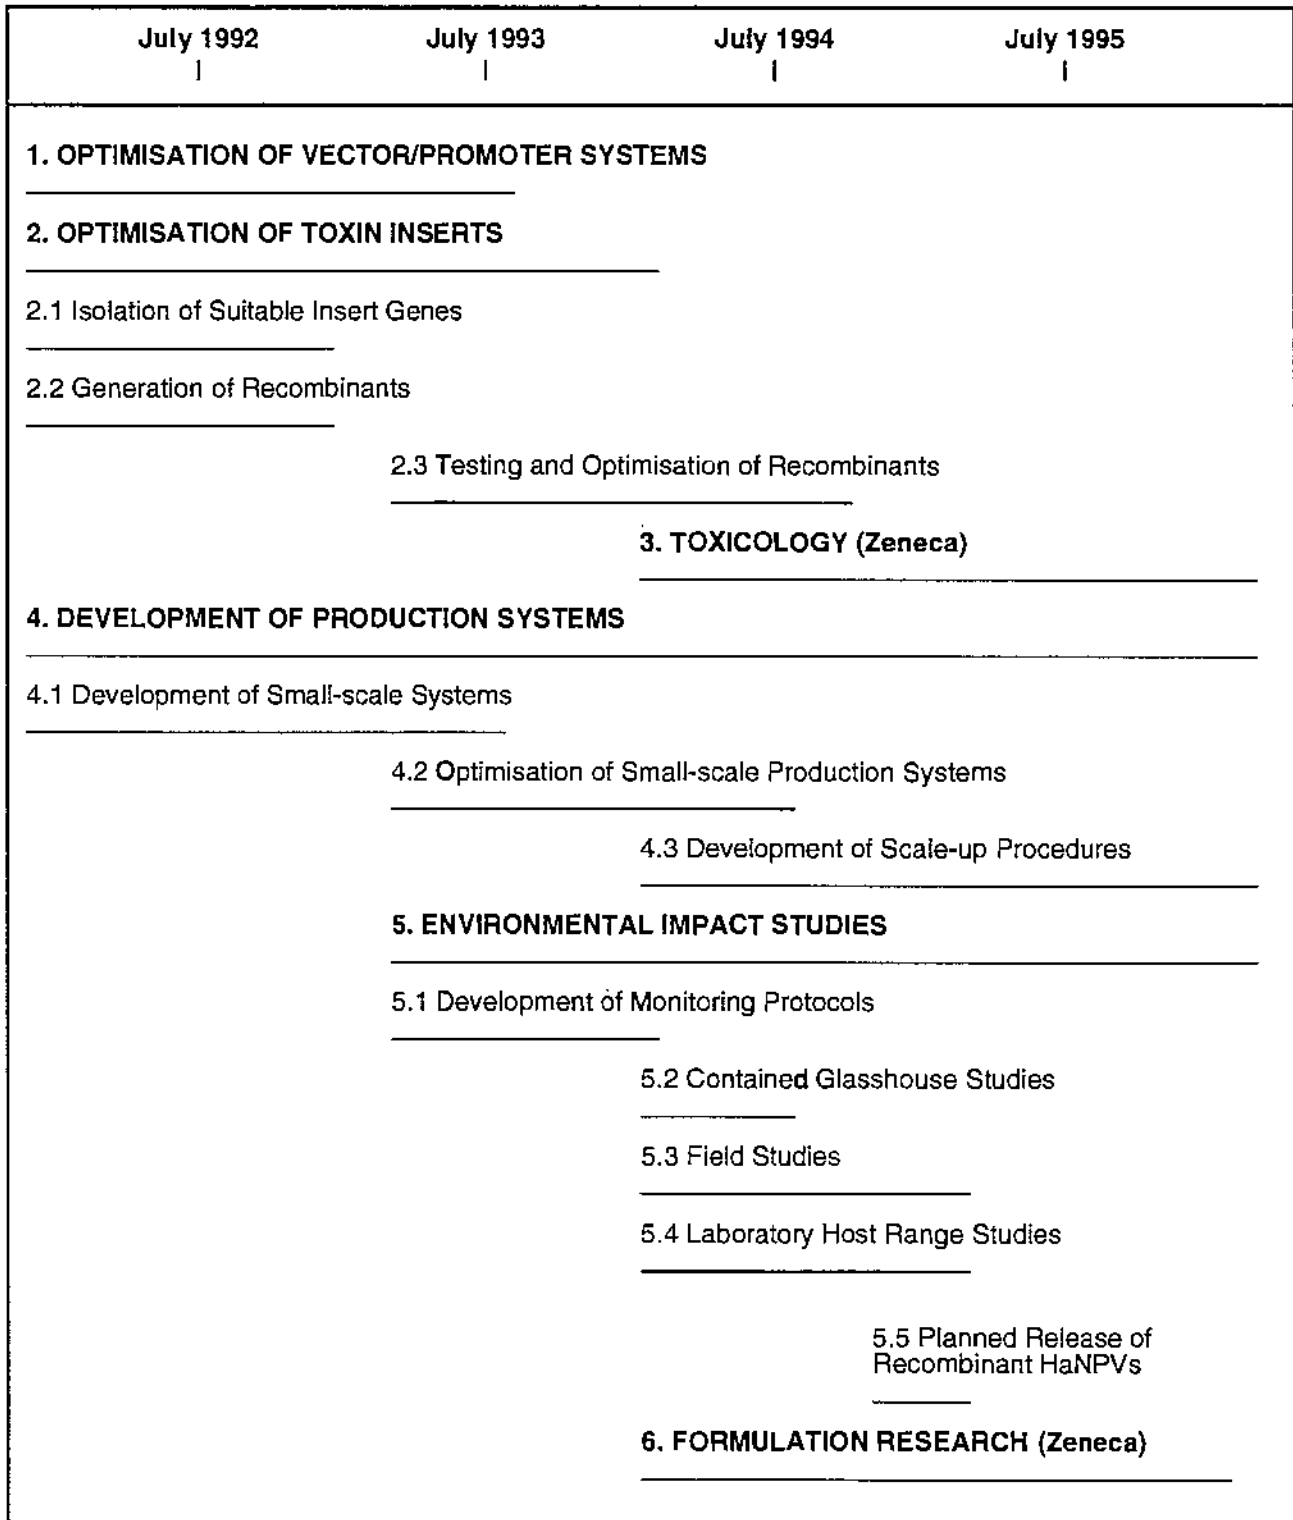 July 1992 July 1993 July 1994 July 1995
1. OPTIMISATION OF VECTOR/PROMOTER SYSTEMS
2. OPTIMISATION OF TOXIN INSERTS
2.1 Isolation of Suitable Insert Genes
2.2 Generation of Recombinants
2.3 Testing and Optimisation of Recombinants
3. TOXICOLOGY (Zeneca)
4. DEVELOPMENT OF PRODUCTION SYSTEMS
4.1 Development of Small-scale Systems
4.2 Optimisation of Small-scale Production Systems
4.3 Development of Scale-up Procedures
5. ENVIRONMENTAL IMPACT STUDIES
5.1 Development of Monitoring Protocols
5.2 Contained Glasshouse Studies
5.3 Field Studies
5.4 Laboratory Host Range Studies
5.5 Planned Release of
Recombinant HaNPVs
6. FORMULATION RESEARCH (Zeneca)